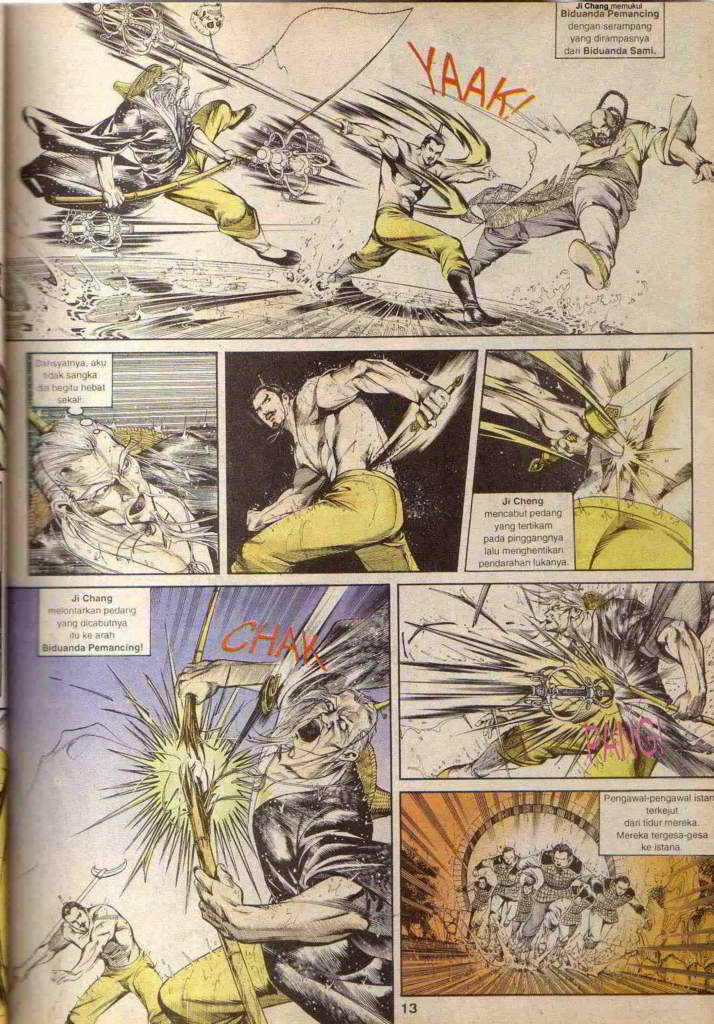 Ji Chang memukul
Biduanda Pemancing
dengan serampang
yang dirampasnya
dari Biduanda Sami.
YAAK!
Dahsyatnya, aku
tidak sangka
dia begitu hebat
sekali.
Ji Cheng
mencabut pedang
yang tertikam
pada pinggangnya
lalu menghentikan
pendarahan lukanya.
Ji Chang
melontarkan pedang
yang dicabutnya
itu ke arah
Biduanda Pemancing!
CHAK
PANG!
Pengawal-pengawal istana
terkejut
dari tidur mereka.
Mereka tergesa-gesa
ke istana.
13